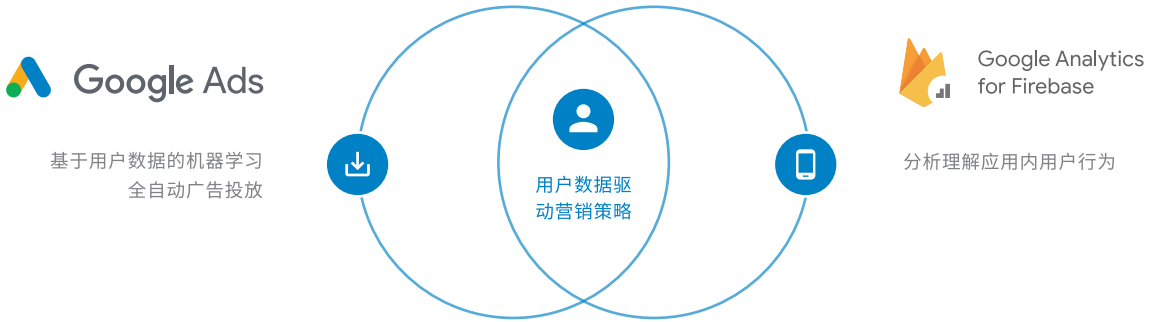 Google Ads
基于用户数据的机器学习
全自动广告投放
用户数据驱
动营销策略
Google Analytics
for Firebase
分析理解应用内用户行为